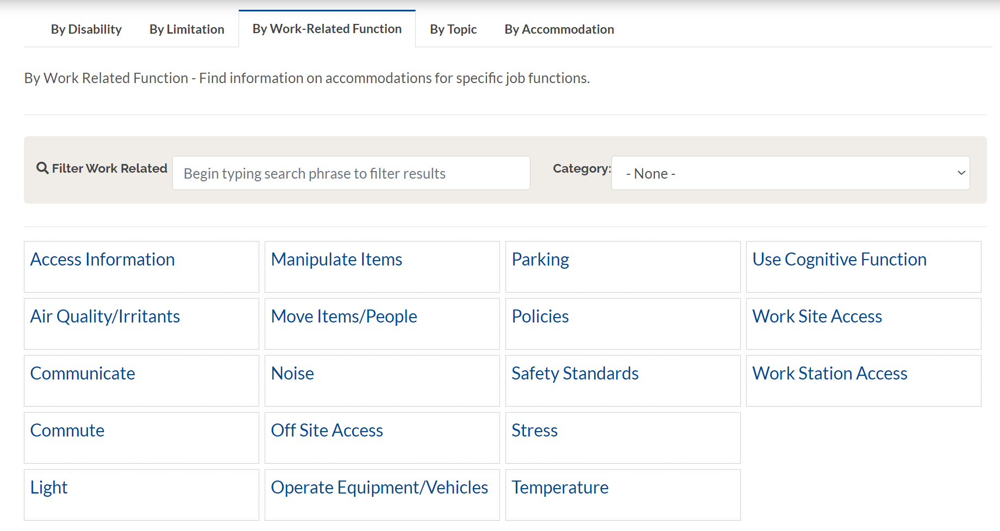 By Disability By Limitation By Work-Related Function By Topic By Accommodation
By Work Related Function - Find information on accommodations for specific job functions.
Filter Work Related Begin typing search phrase to filter results Category: - None -
Access Information Manipulate Items Parking Use Cognitive Function
Air Quality/Irritants Move Items/People Policies Work Site Access
Communicate Noise Safety Standards Work Station Access
Commute Off Site Access Stress
Light Operate Equipment/Vehicles Temperature